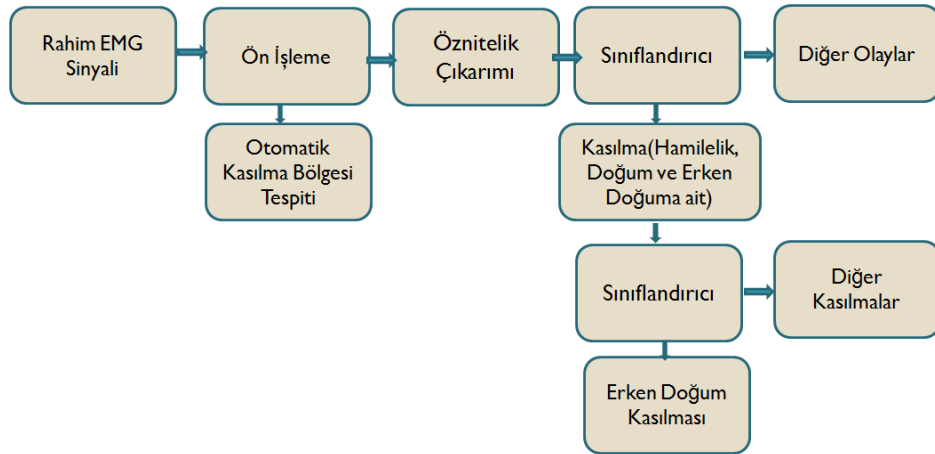 Rahim EMG
Sinyali
Ön İşleme
Öznitelik
Çıkarımı
Sınıflandırıcı
Diğer Olaylar
Otomatik
Kasılma Bölgesi
Tespiti
Kasılma(Hamilelik,
Doğum ve Erken
Doğuma ait)
Sınıflandırıcı
Diğer
Kasılmalar
Erken Doğum
Kasılması